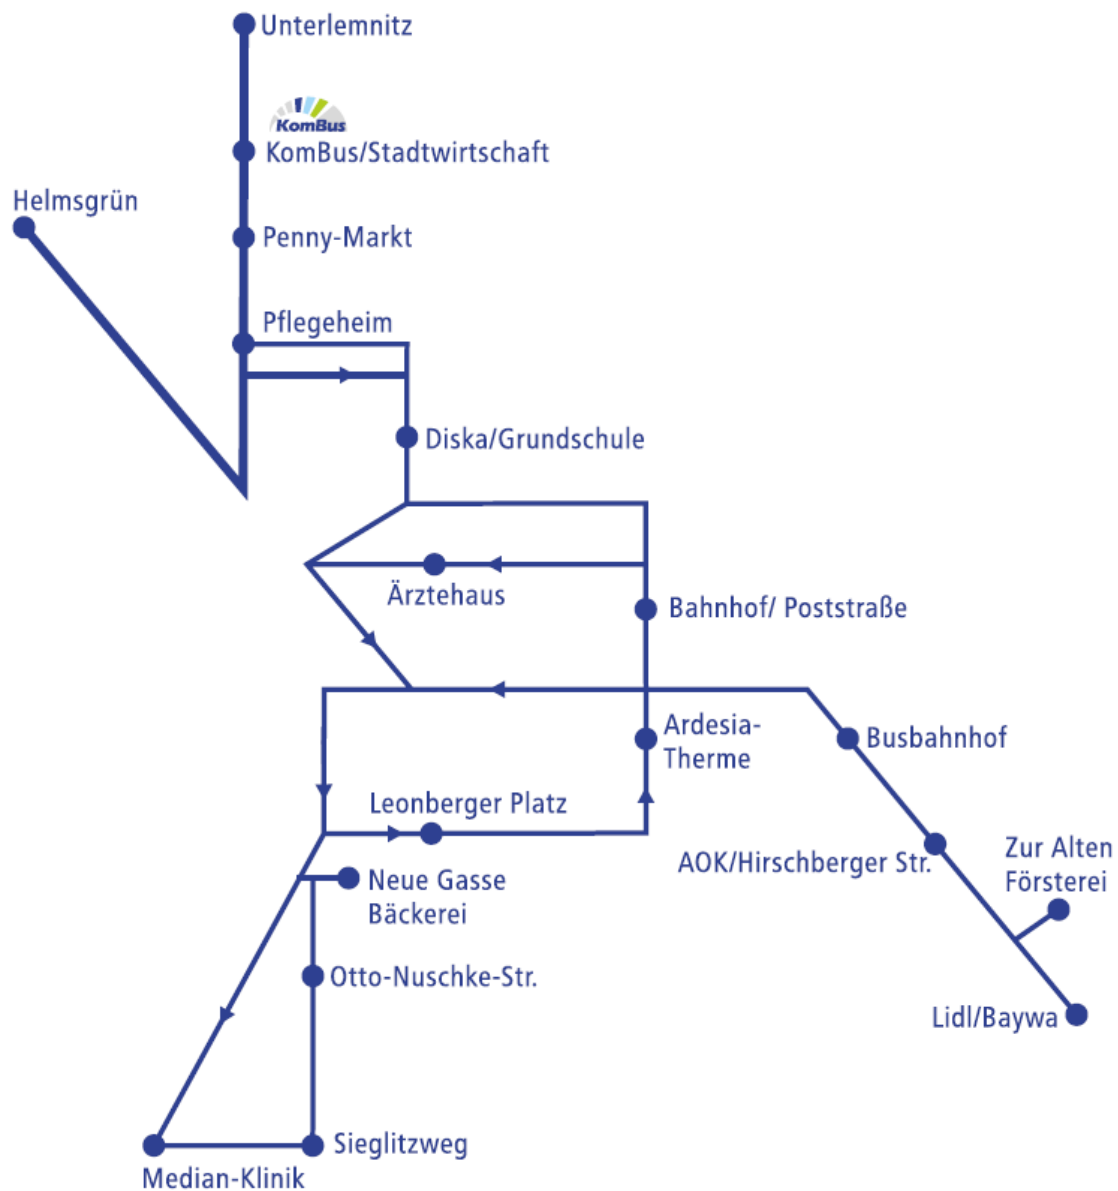 Unterlemnitz
KomBus
KomBus/Stadtwirtschaft
Helmsgrün
Penny-Markt
Pflegeheim
Diska/Grundschule
Ärztehaus
Bahnhof/ Poststraße
Ardesia-
Therme
Busbahnhof
Leonberger Platz
AOK/Hirschberger Str.
Zur Alten
Försterei
Neue Gasse
Bäckerei
Otto-Nuschke-Str.
Lidl/Baywa
Sieglitzweg
Median-Klinik